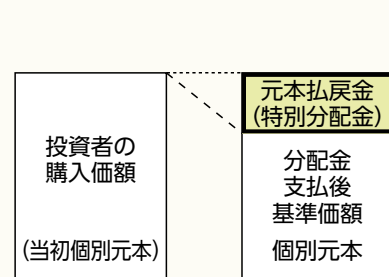 投資者の
購入価額
(当初個別元本)
元本払戻金
(特別分配金)
分配金
支払後
基準価額
個別元本